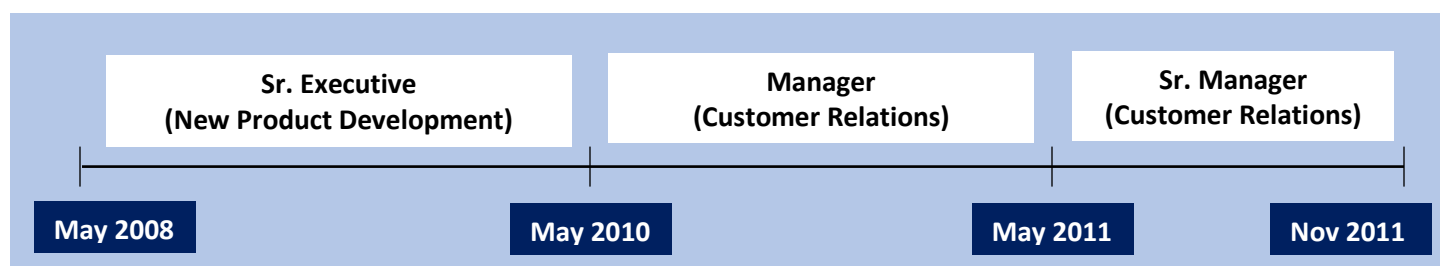 Sr. Executive
(New Product Development)
Manager
(Customer Relations)
Sr. Manager
(Customer Relations)
May 2008
May 2010
May 2011
Nov 2011